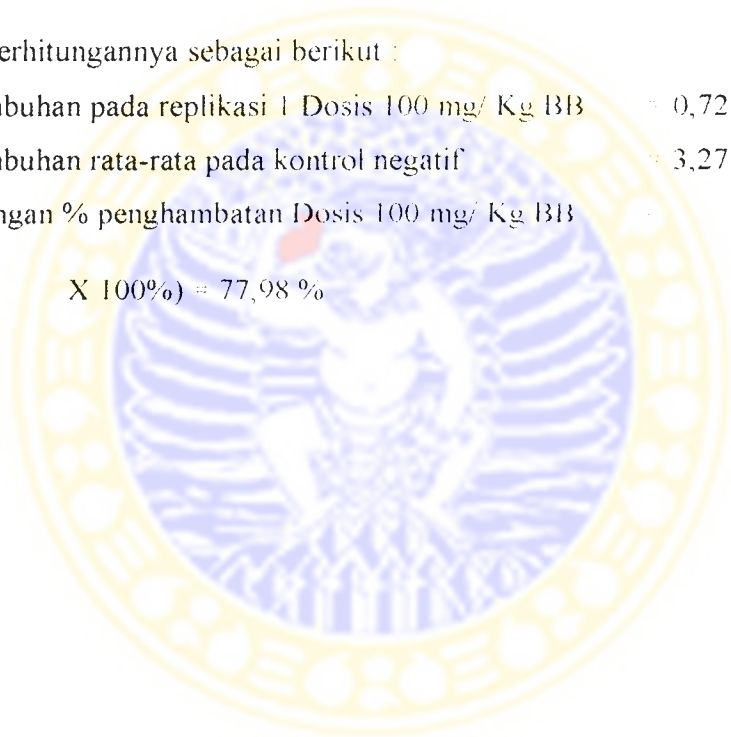 erhitungannya sebagai berikut :
buhan pada replikasi 1 Dosis 100 mg/ Kg BB = 0,72
buhan rata-rata pada kontrol negatif = 3,27
ngan % penghambatan Dosis 100 mg/ Kg BB
X 100%) = 77,98 %